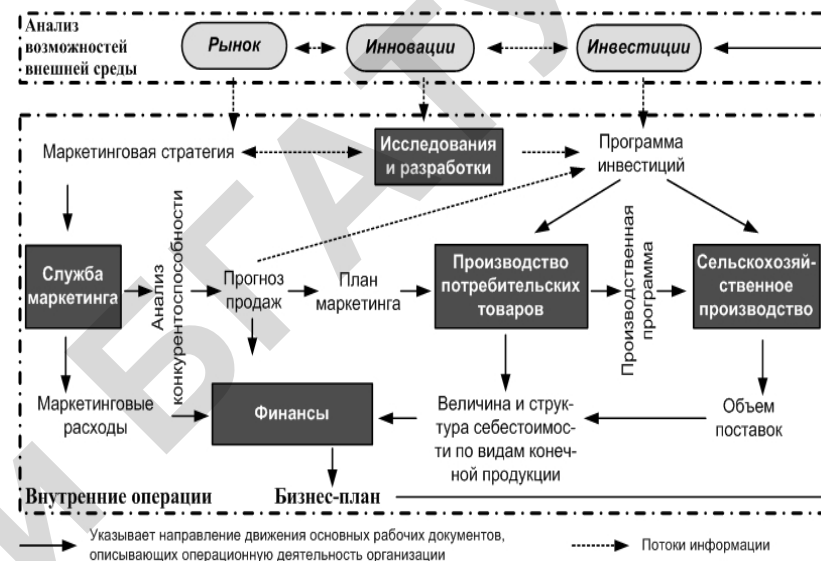 Анализ
возможностей
внешней среды
Рынок
Инновации
Инвестиции
Маркетинговая стратегия
Исследования
и разработки
Программа
инвестиций
Служба
маркетинга
Анализ
конкурентоспособности
Прогноз
продаж
План
маркетинга
Производство
потребительских
товаров
Производственная
программа
Сельскохозяй-
ственное
производство
Маркетинговые
расходы
Финансы
Величина и струк-
тура себестоимос-
ти по видам конеч-
ной продукции
Объем
поставок
Внутренние операции
Бизнес-план
Указывает направление движения основных рабочих документов,
описывающих операционную деятельность организации
Потоки информации
И БГАТУ